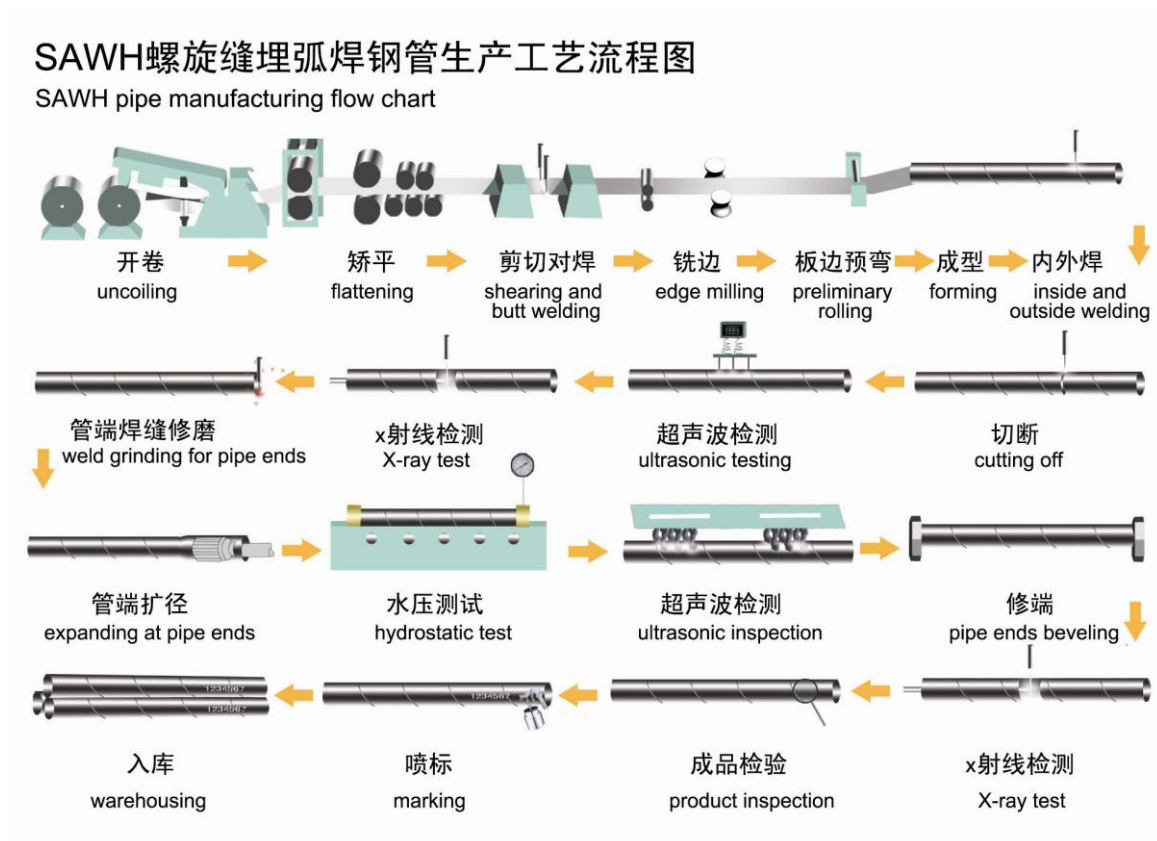 SAWH螺旋缝埋弧焊钢管生产工艺流程图
SAWH pipe manufacturing flow chart
开卷
uncoiling
矫平
flattening
剪切对焊
shearing and
butt welding
铣边
edge milling
板边预弯
preliminary
rolling
成型
forming
内外焊
inside and
outside welding
切断
cutting off
超声波检测
ultrasonic testing
x射线检测
X-ray test
管端焊缝修磨
weld grinding for pipe ends
管端扩径
expanding at pipe ends
水压测试
hydrostatic test
超声波检测
ultrasonic inspection
修端
pipe ends beveling
x射线检测
X-ray test
成品检验
product inspection
1234567
喷标
marking
1234567
1234567
入库
warehousing